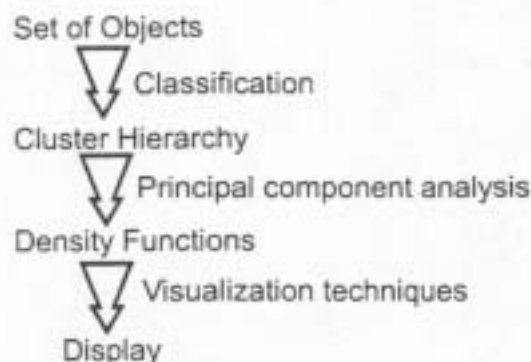 Set of Objects
Classification
Cluster Hierarchy
Principal component analysis
Density Functions
Visualization techniques
Display